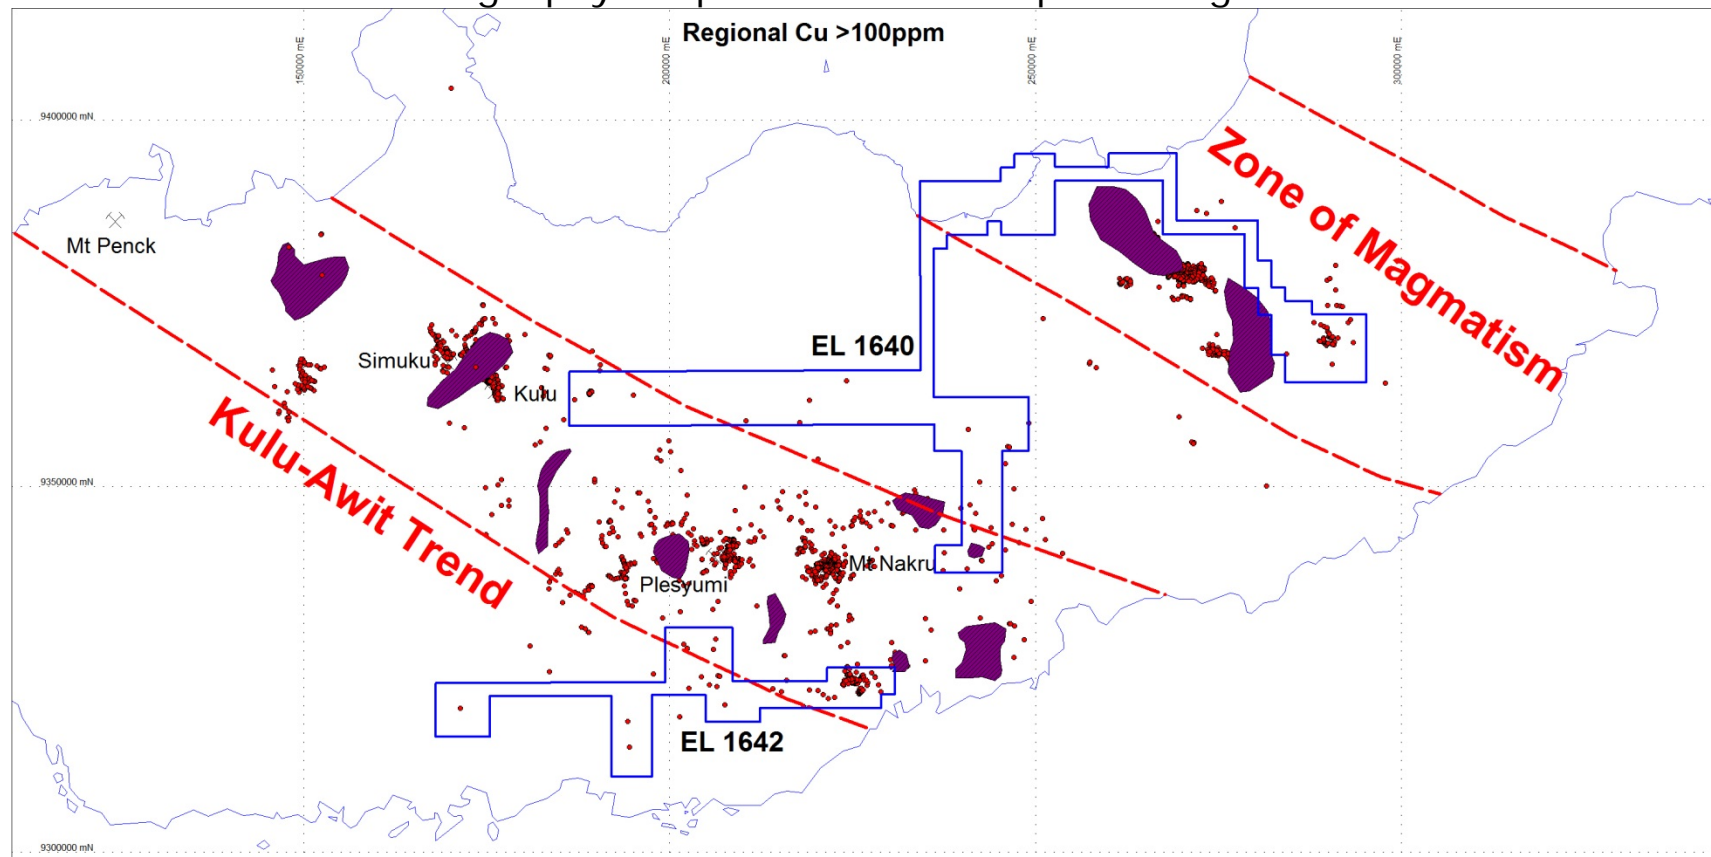 Regional Cu >100ppm
150000 mE
200000 mE
250000 mE
300000 mE
9400000 mN
Zone of Magmatism
Mt Penck
EL 1640
Simuku
Kulu
Kulu-Awit Trend
9350000 mN
Mt Nakru
Plesyumi
EL 1642
9300000 mN